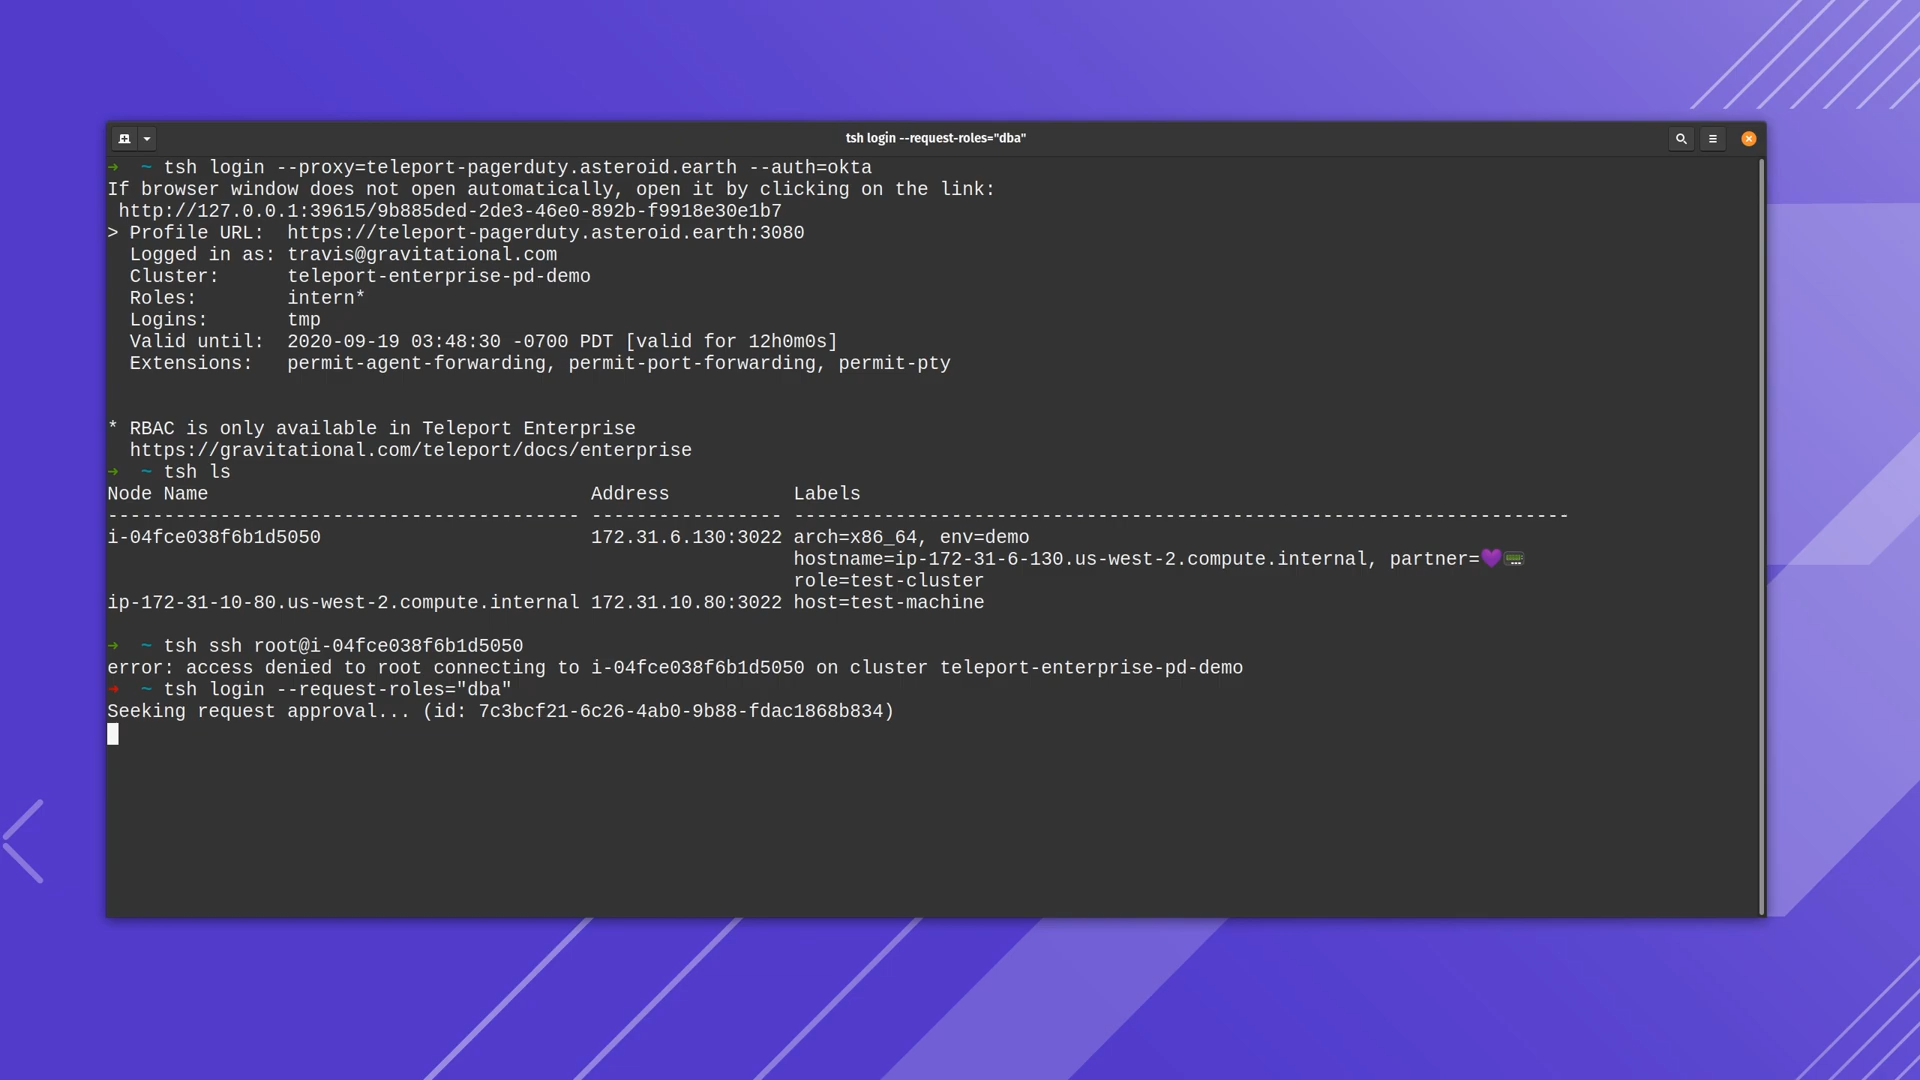 tsh login --request-roles="dba"
➜ ~ tsh login --proxy=teleport-pagerduty.asteroid.earth --auth=okta
If browser window does not open automatically, open it by clicking on the link:
 http://127.0.0.1:39615/9b885ded-2de3-46e0-892b-f9918e30e1b7
> Profile URL:  https://teleport-pagerduty.asteroid.earth:3080
  Logged in as: travis@gravitational.com
  Cluster:      teleport-enterprise-pd-demo
  Roles:        intern*
  Logins:       tmp
  Valid until:  2020-09-19 03:48:30 -0700 PDT [valid for 12h0m0s]
  Extensions:   permit-agent-forwarding, permit-port-forwarding, permit-pty
* RBAC is only available in Teleport Enterprise
  https://gravitational.com/teleport/docs/enterprise
➜ ~ tsh ls
Node Name                                  Address           Labels
------------------------------------------ ----------------- ---------------------------------------------------------------------
i-04fce038f6b1d5050                        172.31.6.130:3022 arch=x86_64, env=demo
                                                             hostname=ip-172-31-6-130.us-west-2.compute.internal, partner=💜📟
                                                             role=test-cluster
ip-172-31-10-80.us-west-2.compute.internal 172.31.10.80:3022 host=test-machine
➜ ~ tsh ssh root@i-04fce038f6b1d5050
error: access denied to root connecting to i-04fce038f6b1d5050 on cluster teleport-enterprise-pd-demo
➜ ~ tsh login --request-roles="dba"
Seeking request approval... (id: 7c3bcf21-6c26-4ab0-9b88-fdac1868b834)